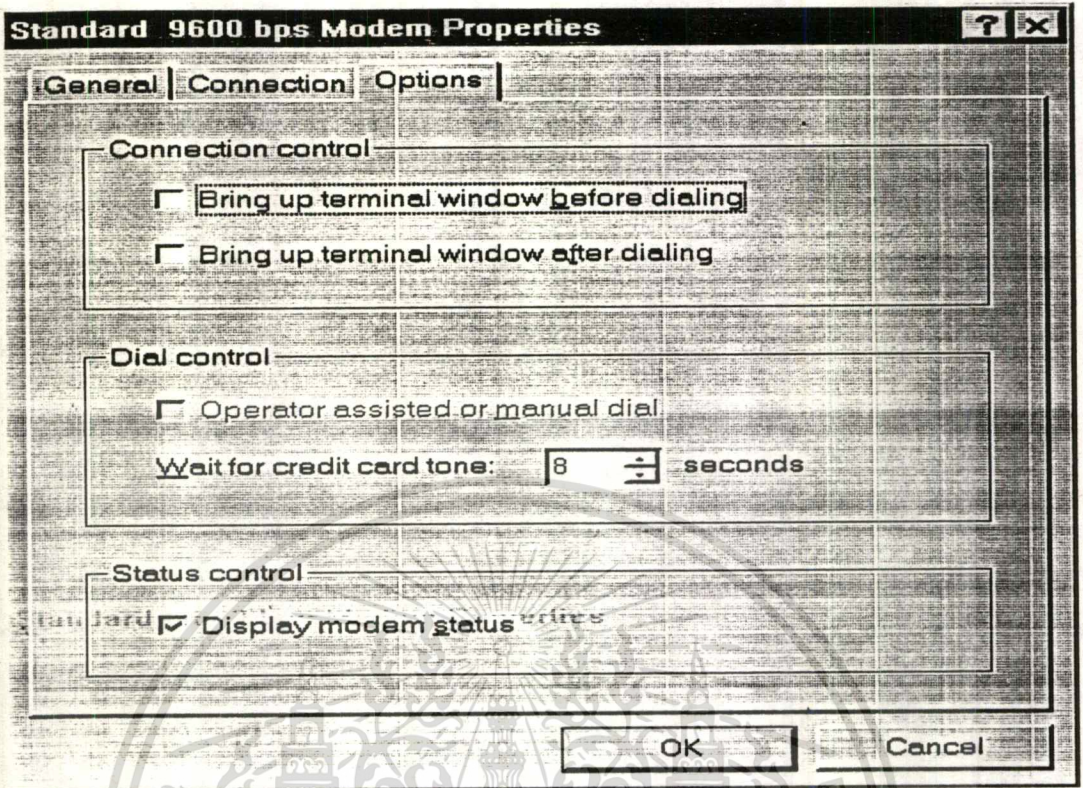 Standard 9600 bps Modem Properties
? ×
General Connection Options
Connection control
Bring up terminal window before dialing
Bring up terminal window after dialing
Dial control
Operator assisted or manual dial
Wait for credit card tone: 8 seconds
Status control
Display modem status
OK Cancel